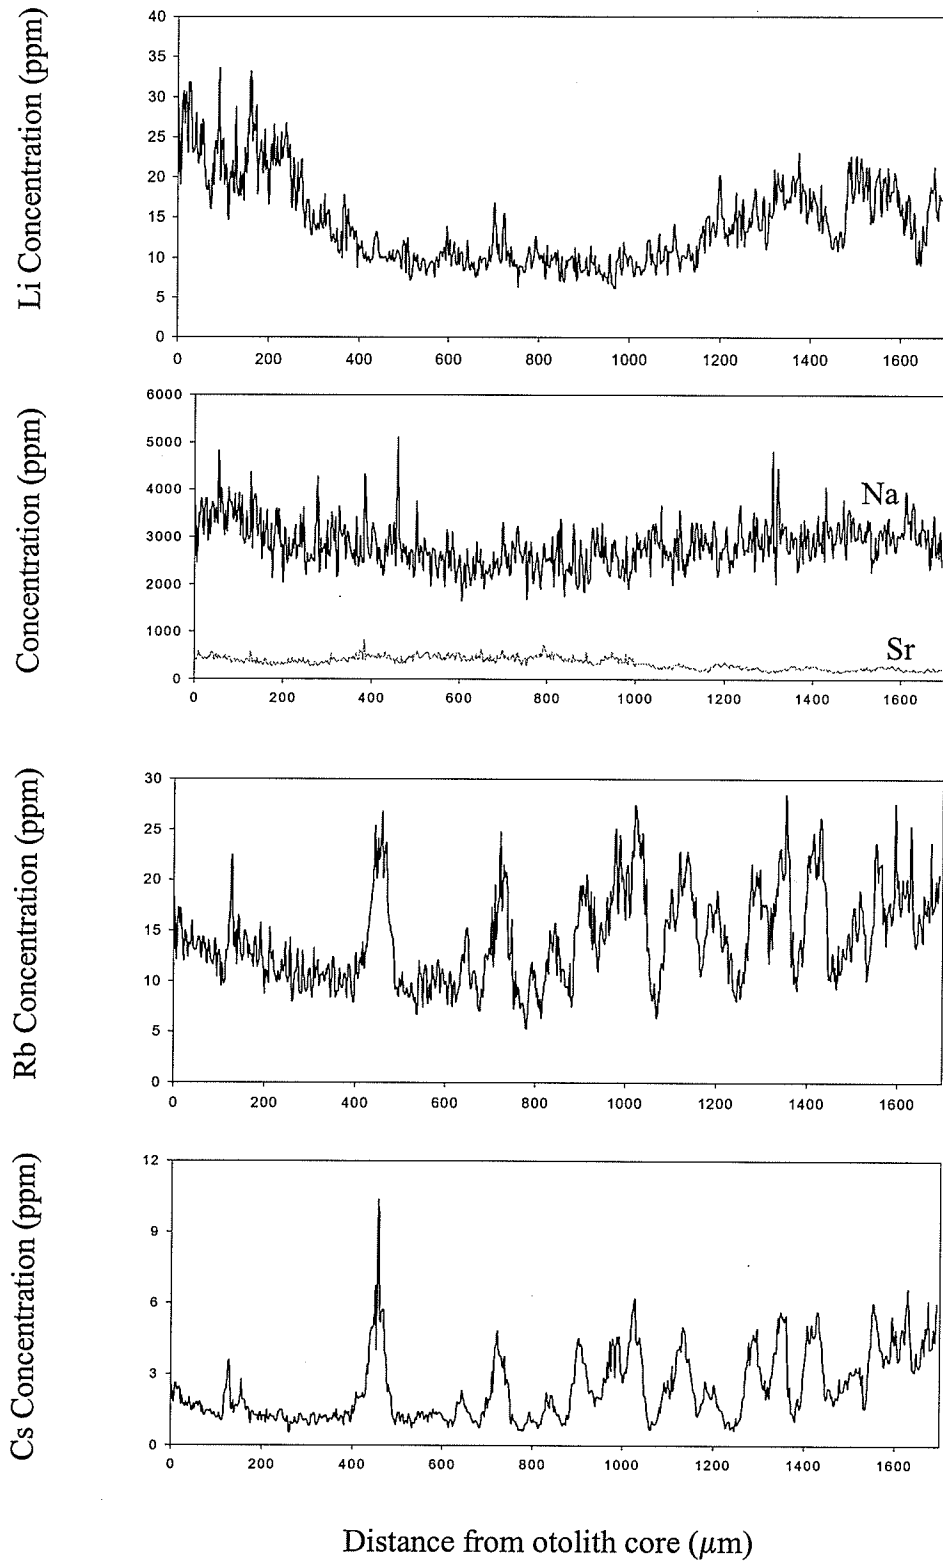 Li Concentration (ppm)
40
35
30
25
20
15
10
5
0
0 200 400 600 800 1000 1200 1400 1600
Concentration (ppm)
6000
5000
4000
3000
2000
1000
0
Na
Sr
0 200 400 600 800 1000 1200 1400 1600
Rb Concentration (ppm)
30
25
20
15
10
5
0
0 200 400 600 800 1000 1200 1400 1600
Cs Concentration (ppm)
12
9
6
3
0
0 200 400 600 800 1000 1200 1400 1600
Distance from otolith core (μm)